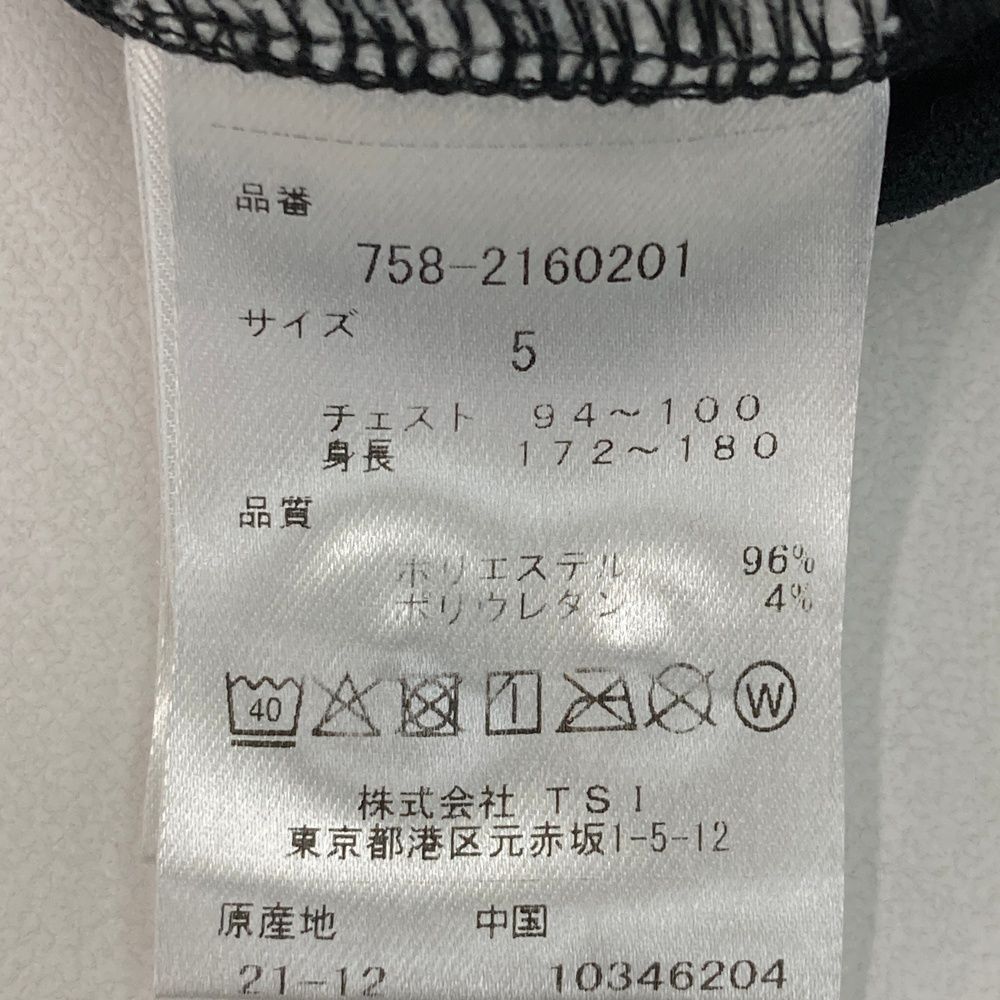 品番
758-2160201
サイズ
5
チェスト 94～100
身長 172～180
品質
ポリエステル 96%
ポリウレタン 4%
40 W
株式会社 TSI
東京都港区元赤坂1-5-12
原産地 中国
21-12 10346204